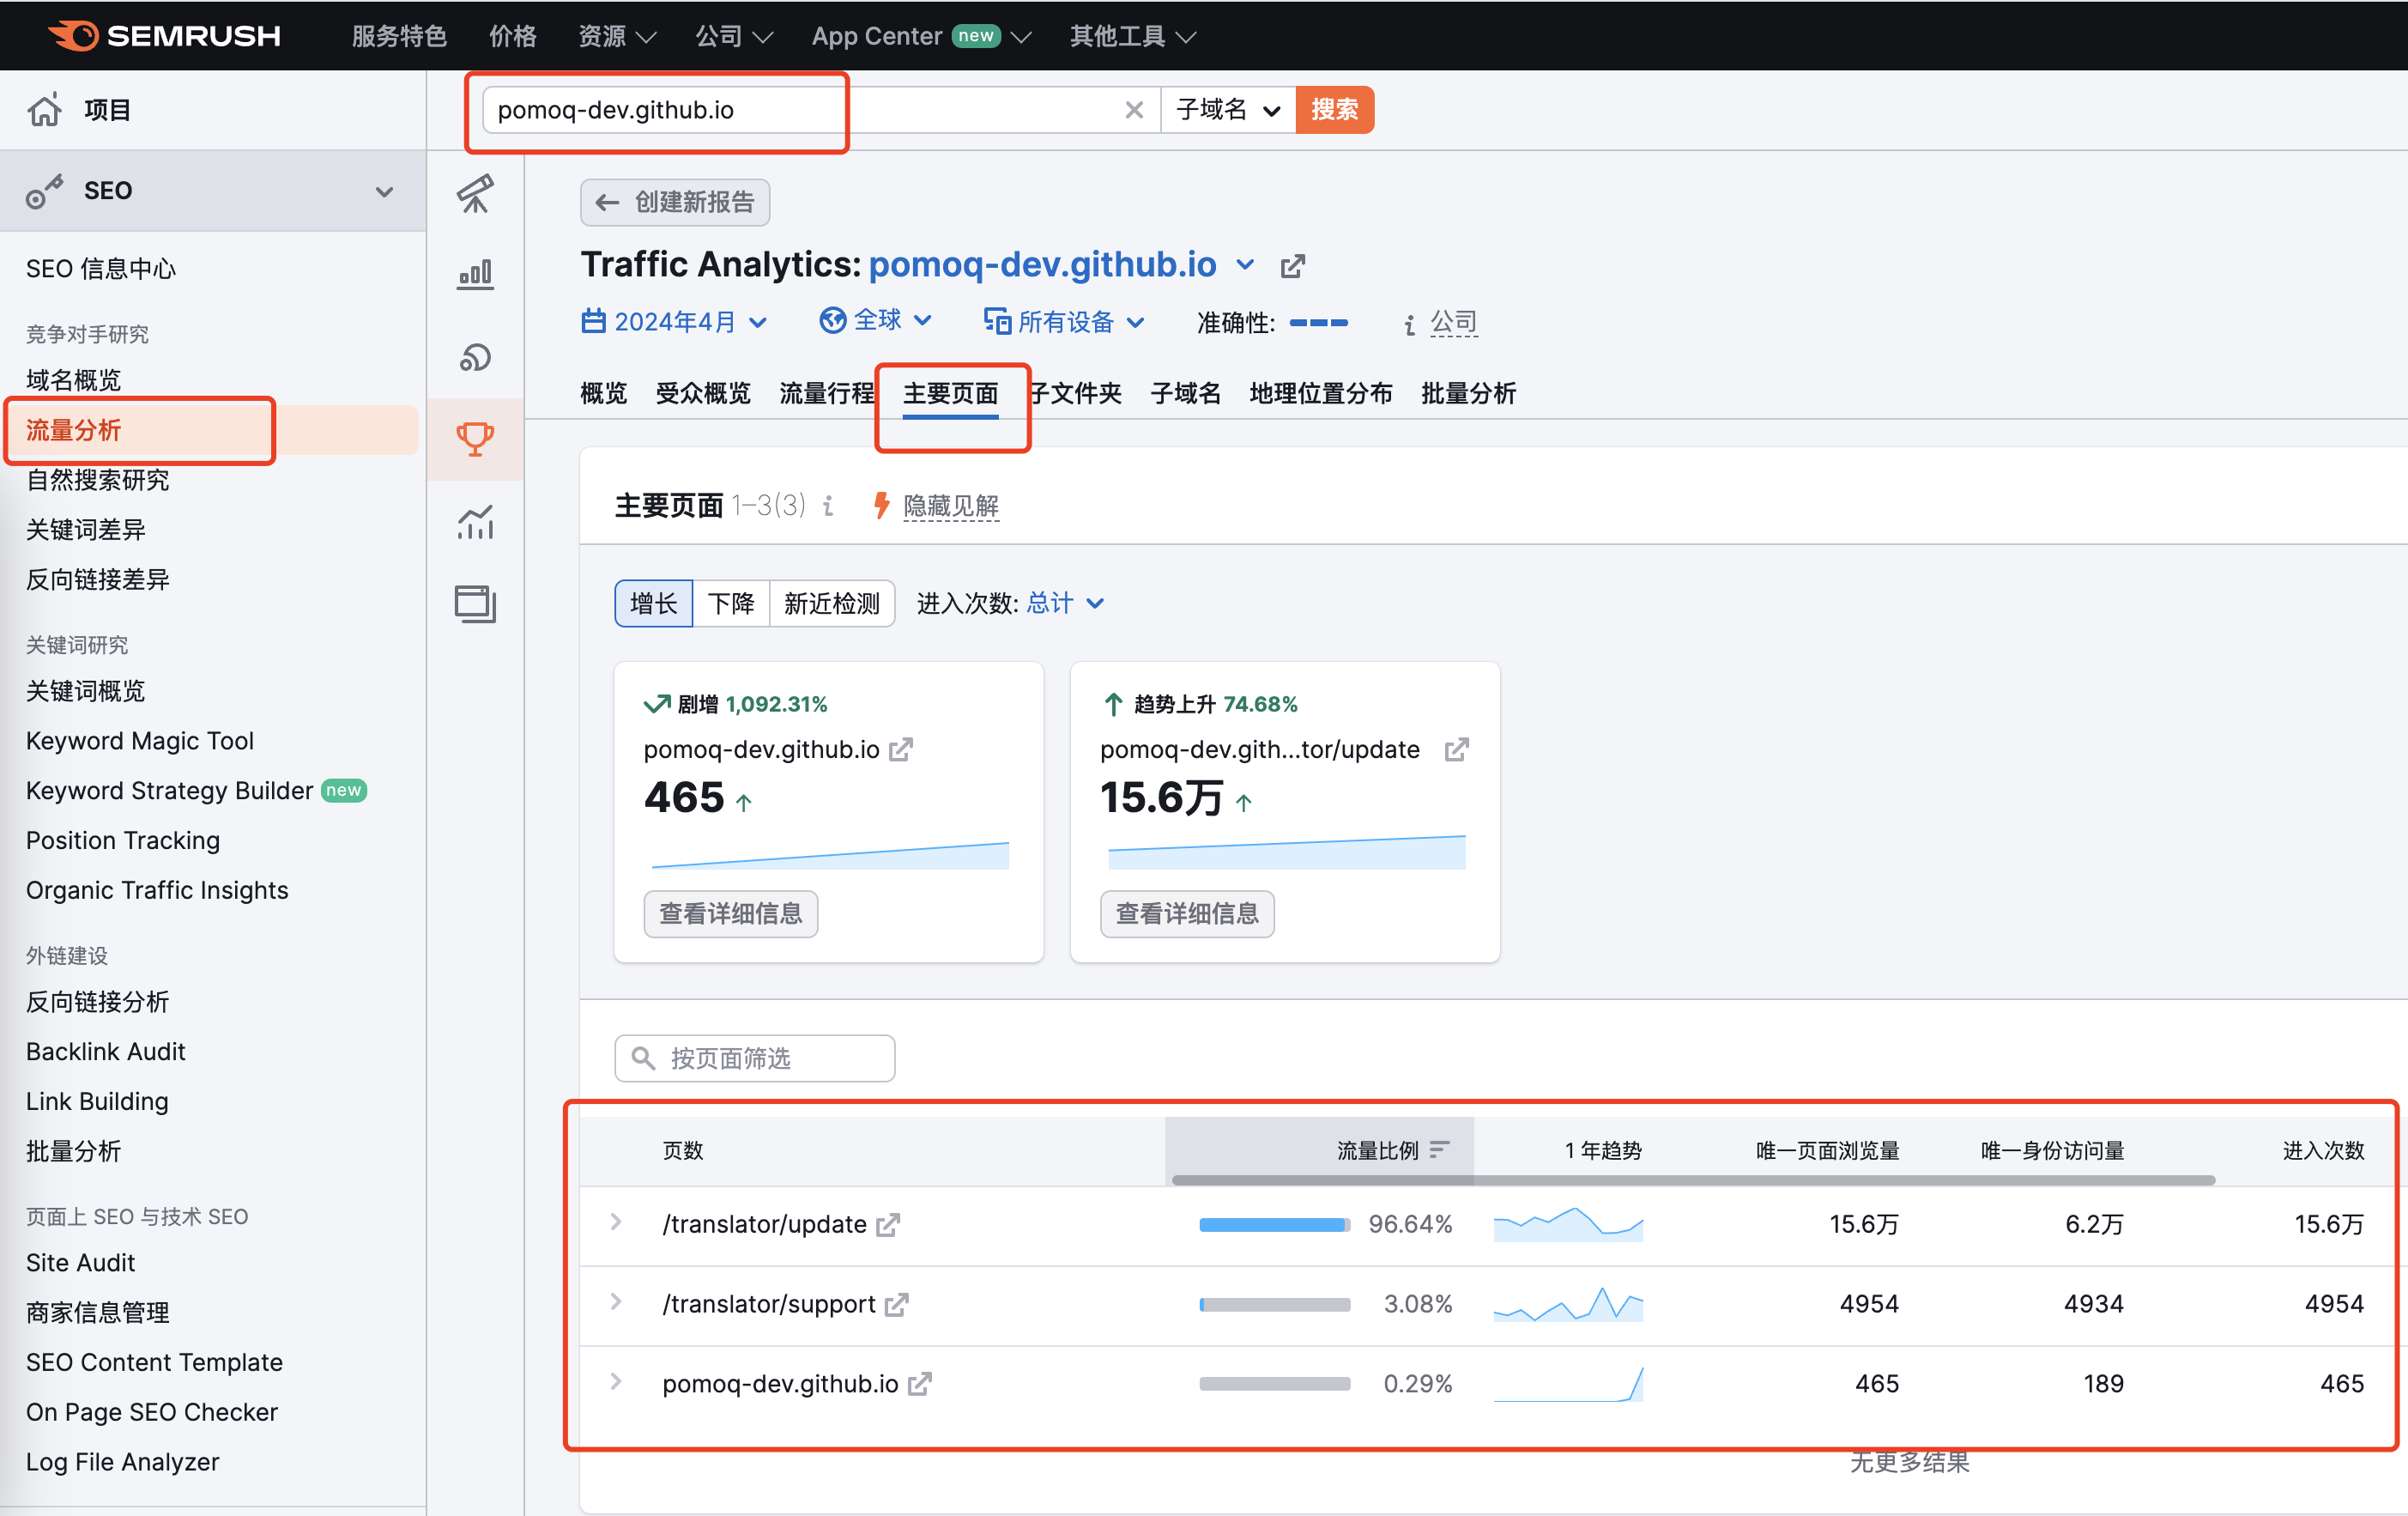 SEMRUSH 服务特色 价格 资源 公司 App Center new 其他工具
项目
SEO
SEO 信息中心
竞争对手研究
域名概览
流量分析
自然搜索研究
关键词差异
反向链接差异
关键词研究
关键词概览
Keyword Magic Tool
Keyword Strategy Builder new
Position Tracking
Organic Traffic Insights
外链建设
反向链接分析
Backlink Audit
Link Building
批量分析
页面上 SEO 与技术 SEO
Site Audit
商家信息管理
SEO Content Template
On Page SEO Checker
Log File Analyzer
pomoq-dev.github.io 子域名 搜索
创建新报告
Traffic Analytics: pomoq-dev.github.io
2024年4月 全球 所有设备 准确性: 公司
概览 受众概览 流量行程 主要页面 子文件夹 子域名 地理位置分布 批量分析
主要页面 1–3(3) 隐藏见解
增长 下降 新近检测 进入次数: 总计
剧增 1,092.31%
pomoq-dev.github.io
465
查看详细信息
趋势上升 74.68%
pomoq-dev.gith...tor/update
15.6万
查看详细信息
按页面筛选
页数 流量比例 1 年趋势 唯一页面浏览量 唯一身份访问量 进入次数
/translator/update 96.64% 15.6万 6.2万 15.6万
/translator/support 3.08% 4954 4934 4954
pomoq-dev.github.io 0.29% 465 189 465
无更多结果